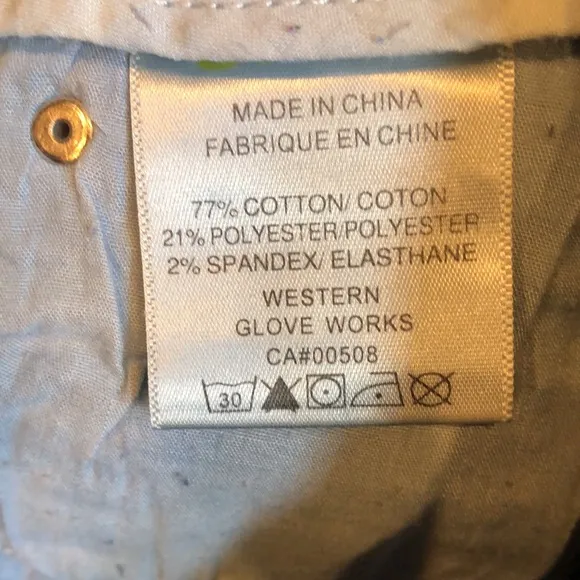 MADE IN CHINA
FABRIQUE EN CHINE
77% COTTON/ COTON
21% POLYESTER/POLYESTER
2% SPANDEX/ ELASTHANE
WESTERN
GLOVE WORKS
CA#00508
30